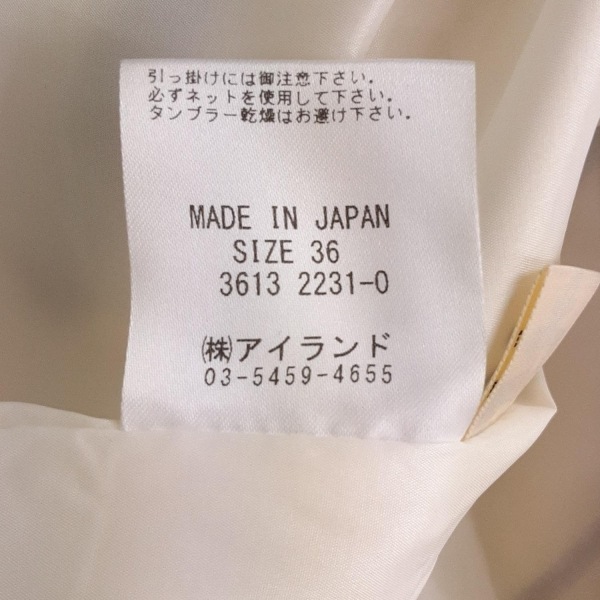 引っ掛けには御注意下さい。
必ずネットを使用して下さい。
タンブラー乾燥はお避け下さい。
MADE IN JAPAN
SIZE 36
3613 2231-0
㈱アイランド
03-5459-4655